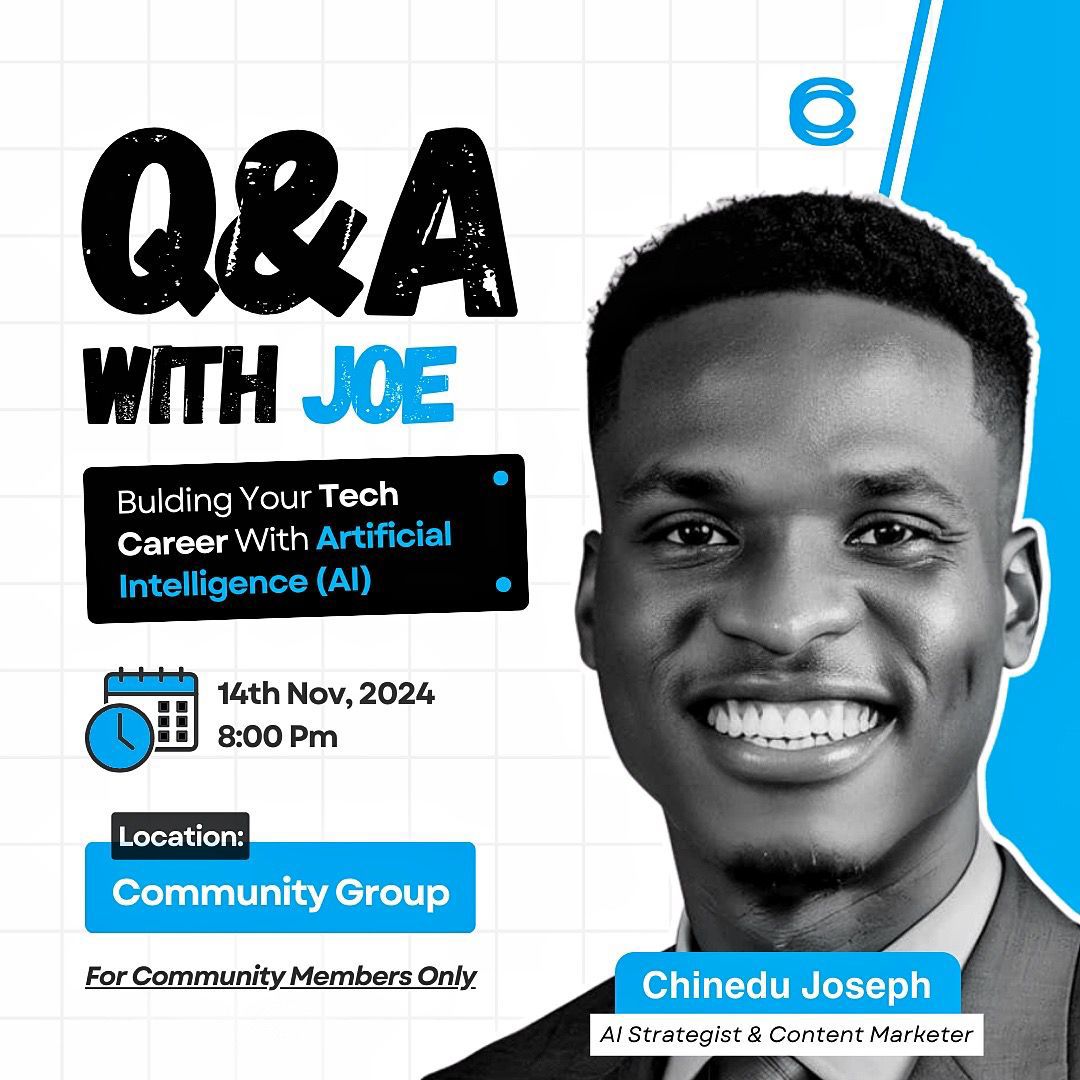 Q&A
WITH JOE
Bulding Your Tech
Career With Artificial
Intelligence (AI)
14th Nov, 2024
8:00 Pm
Location:
Community Group
For Community Members Only
Chinedu Joseph
AI Strategist & Content Marketer